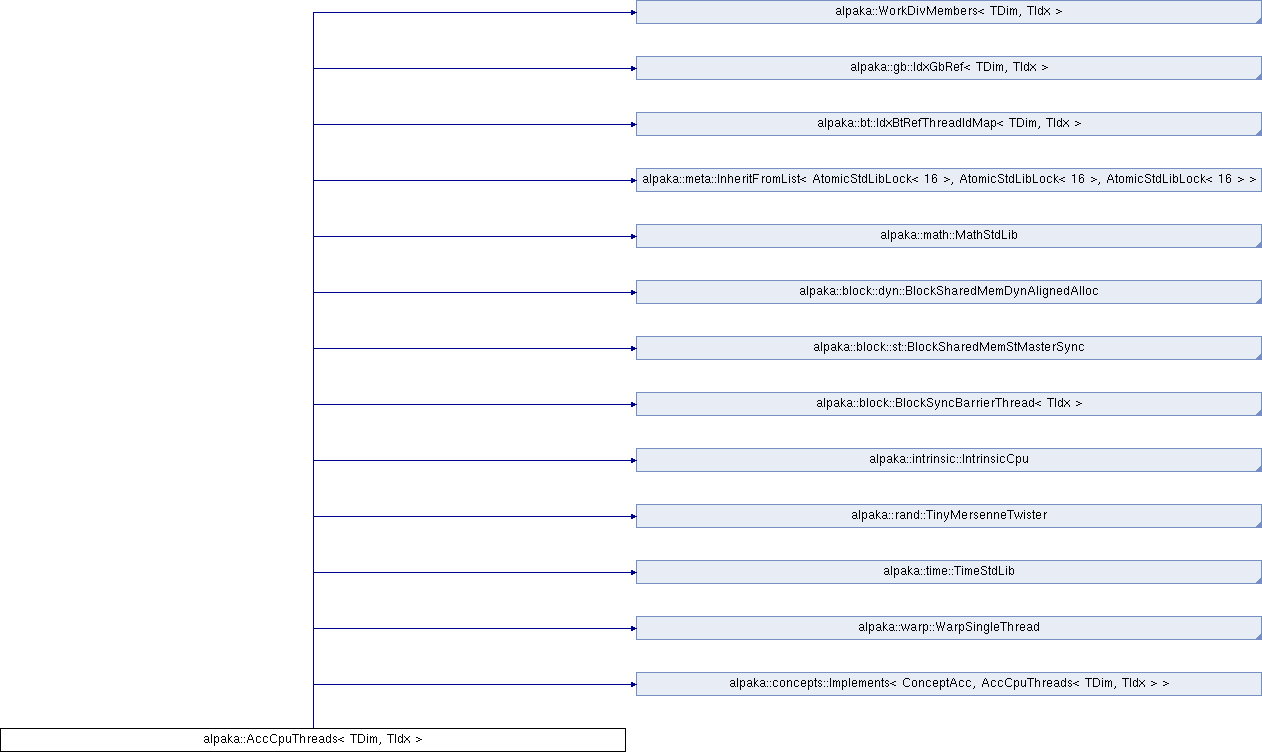 alpaka::WorkDivMembers< TDim, TIdx >
alpaka::gb::IdxGbRef< TDim, TIdx >
alpaka::bt::IdxBtRefThreadIdMap< TDim, TIdx >
alpaka::meta::InheritFromList< AtomicStdLibLock< 16 >, AtomicStdLibLock< 16 >, AtomicStdLibLock< 16 > >
alpaka::math::MathStdLib
alpaka::block::dyn::BlockSharedMemDynAlignedAlloc
alpaka::block::st::BlockSharedMemStMasterSync
alpaka::block::BlockSyncBarrierThread< TIdx >
alpaka::intrinsic::IntrinsicCpu
alpaka::rand::TinyMersenneTwister
alpaka::time::TimeStdLib
alpaka::warp::WarpSingleThread
alpaka::concepts::Implements< ConceptAcc, AccCpuThreads< TDim, TIdx > >
alpaka::AccCpuThreads< TDim, TIdx >